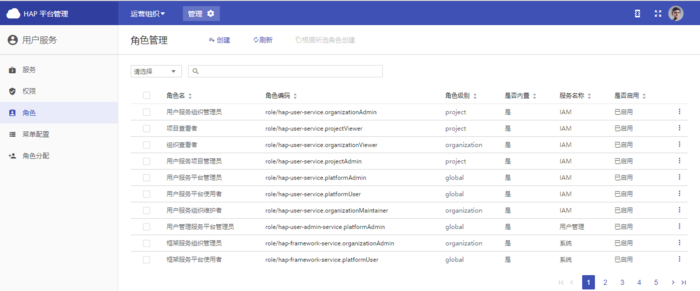 HAP 平台管理 运营组织 管理
用户服务 角色管理 创建 刷新 根据所选角色创建
服务
权限
角色
菜单配置
角色分配
请选择
角色名 角色编码 角色级别 是否内置 服务名称 是否启用
用户服务组织管理员 role/hap-user-service.organizationAdmin project 是 IAM 已启用
项目查看者 role/hap-user-service.projectViewer project 是 IAM 已启用
组织查看者 role/hap-user-service.organizationViewer organization 是 IAM 已启用
用户服务项目管理员 role/hap-user-service.projectAdmin project 是 IAM 已启用
用户服务平台管理员 role/hap-user-service.platformAdmin global 是 IAM 已启用
用户服务平台使用者 role/hap-user-service.platformUser global 是 IAM 已启用
用户服务组织维护者 role/hap-user-service.organizationMaintainer organization 是 IAM 已启用
用户管理服务平台管理员 role/hap-user-admin-service.platformAdmin global 是 用户管理 已启用
框架服务组织管理员 role/hap-framework-service.organizationAdmin organization 是 系统 已启用
框架服务平台使用者 role/hap-framework-service.platformUser global 是 系统 已启用
1 2 3 4 5